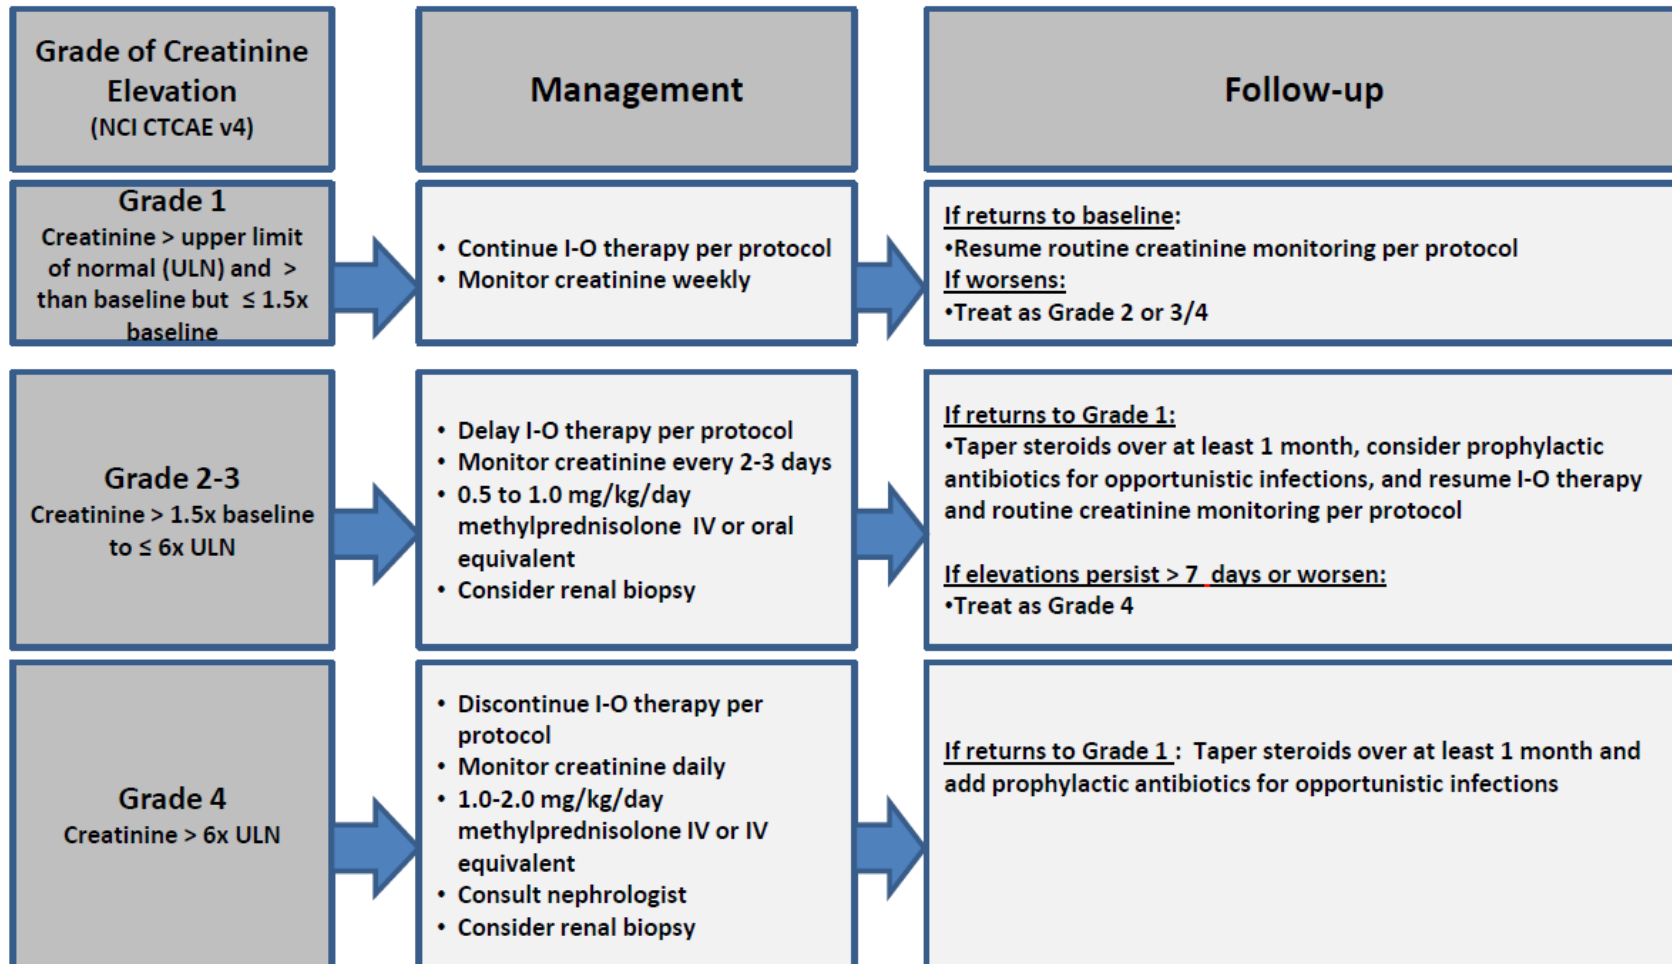 Grade of Creatinine
Elevation
(NCI CTCAE v4)
Management
Follow-up
Grade 1
Creatinine > upper limit
of normal (ULN) and  >
than baseline but  ≤ 1.5x
baseline
• Continue I-O therapy per protocol
• Monitor creatinine weekly
If returns to baseline:
•Resume routine creatinine monitoring per protocol
If worsens:
•Treat as Grade 2 or 3/4
Grade 2-3
Creatinine > 1.5x baseline
to ≤ 6x ULN
• Delay I-O therapy per protocol
• Monitor creatinine every 2-3 days
• 0.5 to 1.0 mg/kg/day
methylprednisolone  IV or oral
equivalent
• Consider renal biopsy
If returns to Grade 1:
•Taper steroids over at least 1 month, consider prophylactic
antibiotics for opportunistic infections, and resume I-O therapy
and routine creatinine monitoring per protocol
If elevations persist > 7  days or worsen:
•Treat as Grade 4
Grade 4
Creatinine > 6x ULN
• Discontinue I-O therapy per
protocol
• Monitor creatinine daily
• 1.0-2.0 mg/kg/day
methylprednisolone IV or IV
equivalent
• Consult nephrologist
• Consider renal biopsy
If returns to Grade 1 :  Taper steroids over at least 1 month and
add prophylactic antibiotics for opportunistic infections